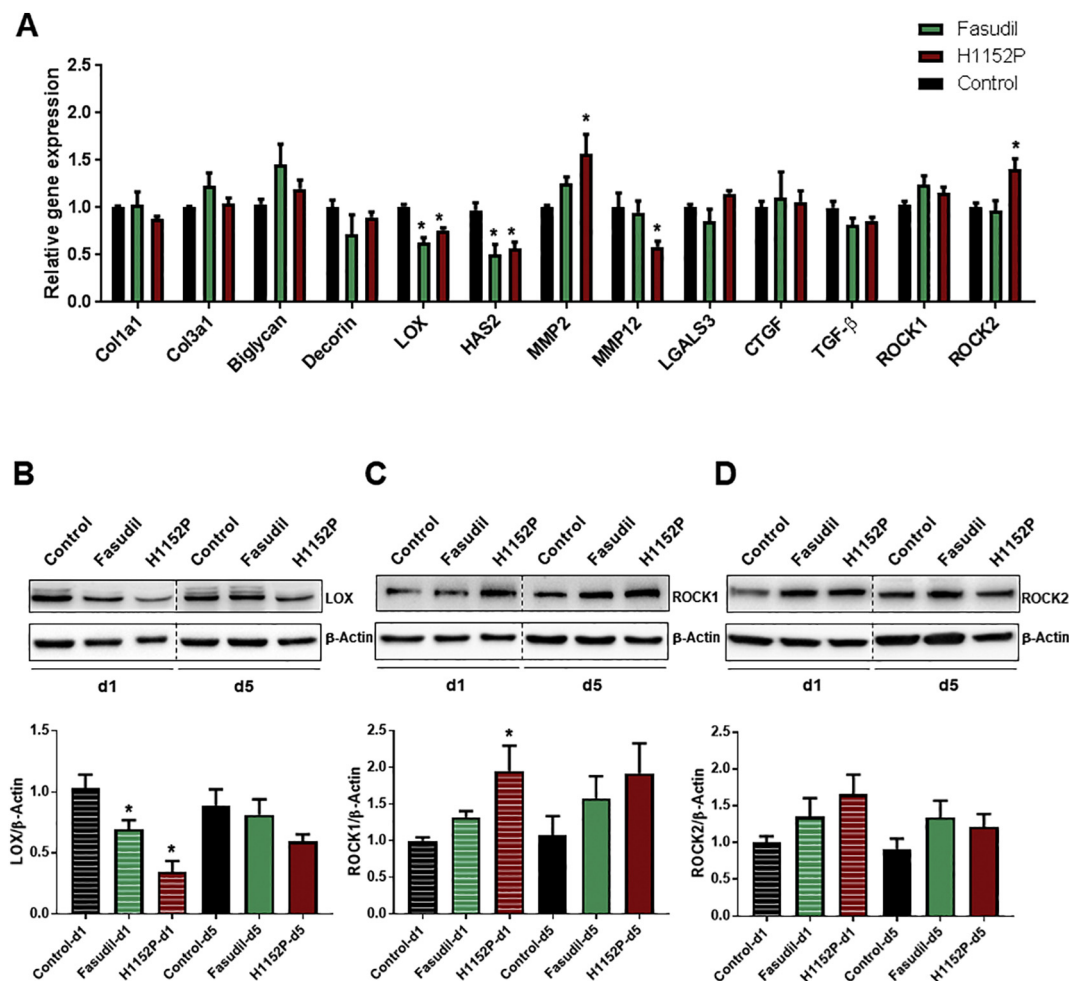 A
Fasudil
H1152P
Control
Relative gene expression
2.5
2.0
1.5
1.0
0.5
0.0
Col1a1
Col3a1
Biglycan
Decorin
LOX
HAS2
MMP2
MMP12
LGALS3
CTGF
TGF-β
ROCK1
ROCK2
* * * * * * *
B
Control Fasudil H1152P Control Fasudil H1152P
LOX
β-Actin
d1 d5
LOX/β-Actin
1.5
1.0
0.5
0.0
* *
Control-d1
Fasudil-d1
H1152P-d1
Control-d5
Fasudil-d5
H1152P-d5
C
Control Fasudil H1152P Control Fasudil H1152P
ROCK1
β-Actin
d1 d5
ROCK1/β-Actin
2.5
2.0
1.5
1.0
0.5
0.0
*
Control-d1
Fasudil-d1
H1152P-d1
Control-d5
Fasudil-d5
H1152P-d5
D
Control Fasudil H1152P Control Fasudil H1152P
ROCK2
β-Actin
d1 d5
ROCK2/β-Actin
2.5
2.0
1.5
1.0
0.5
0.0
Control-d1
Fasudil-d1
H1152P-d1
Control-d5
Fasudil-d5
H1152P-d5